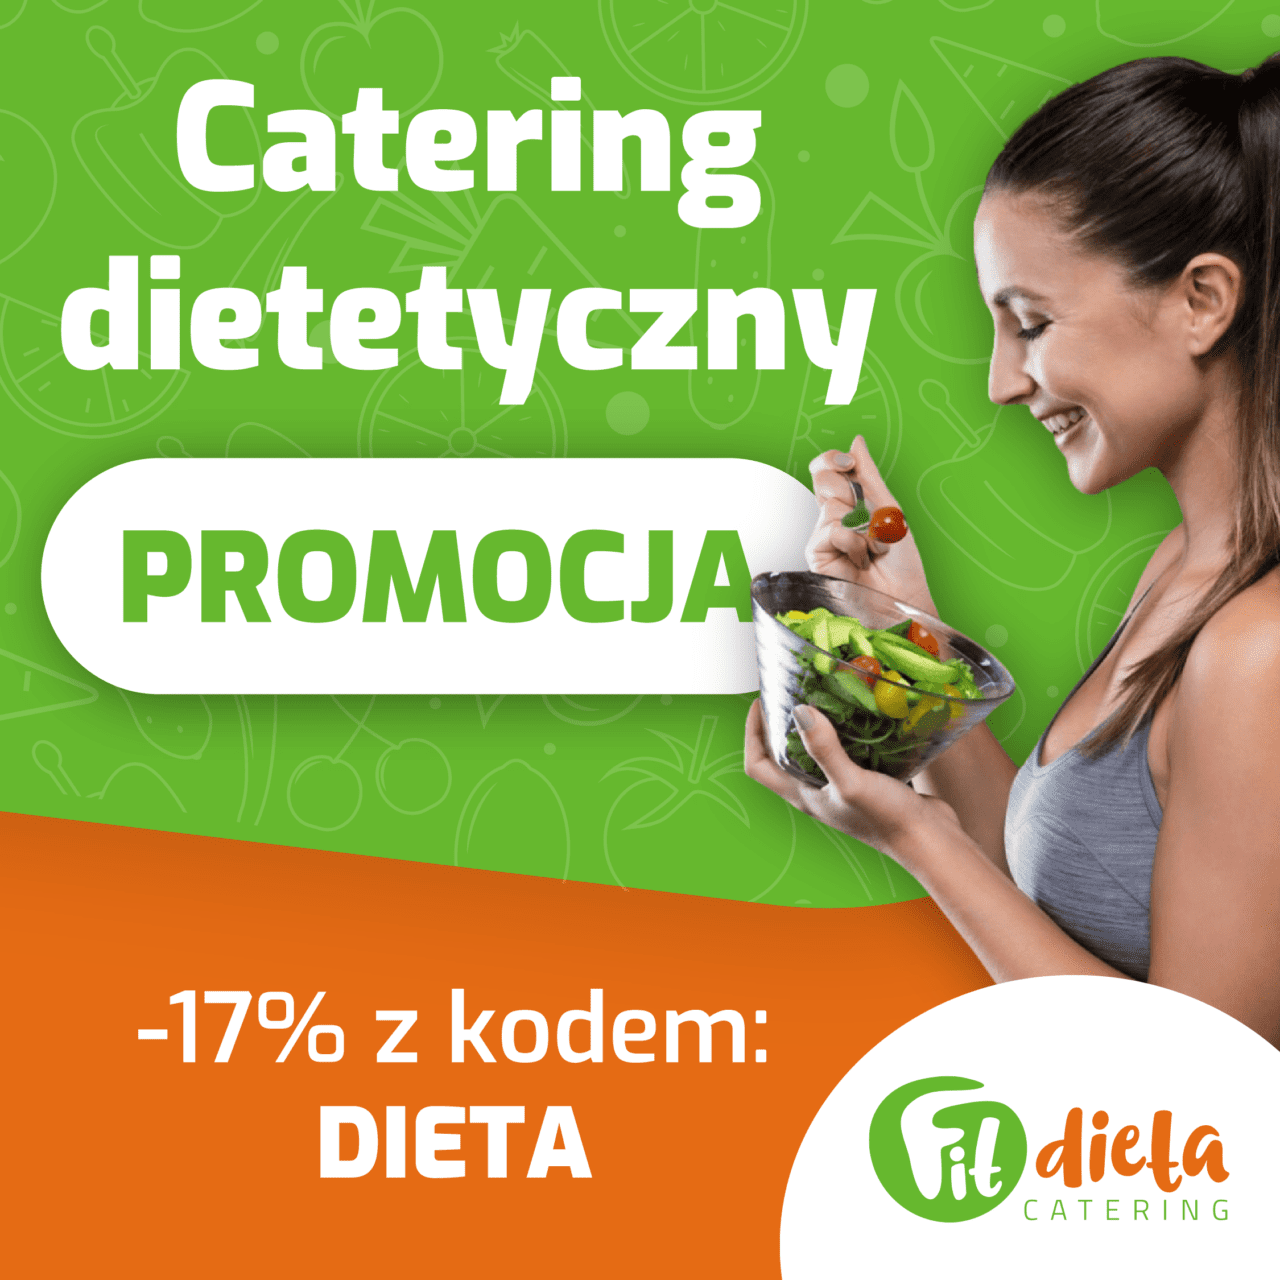 Catering
dietetyczny
PROMOCJA
-17% z kodem:
DIETA
Fit dieta
CATERING